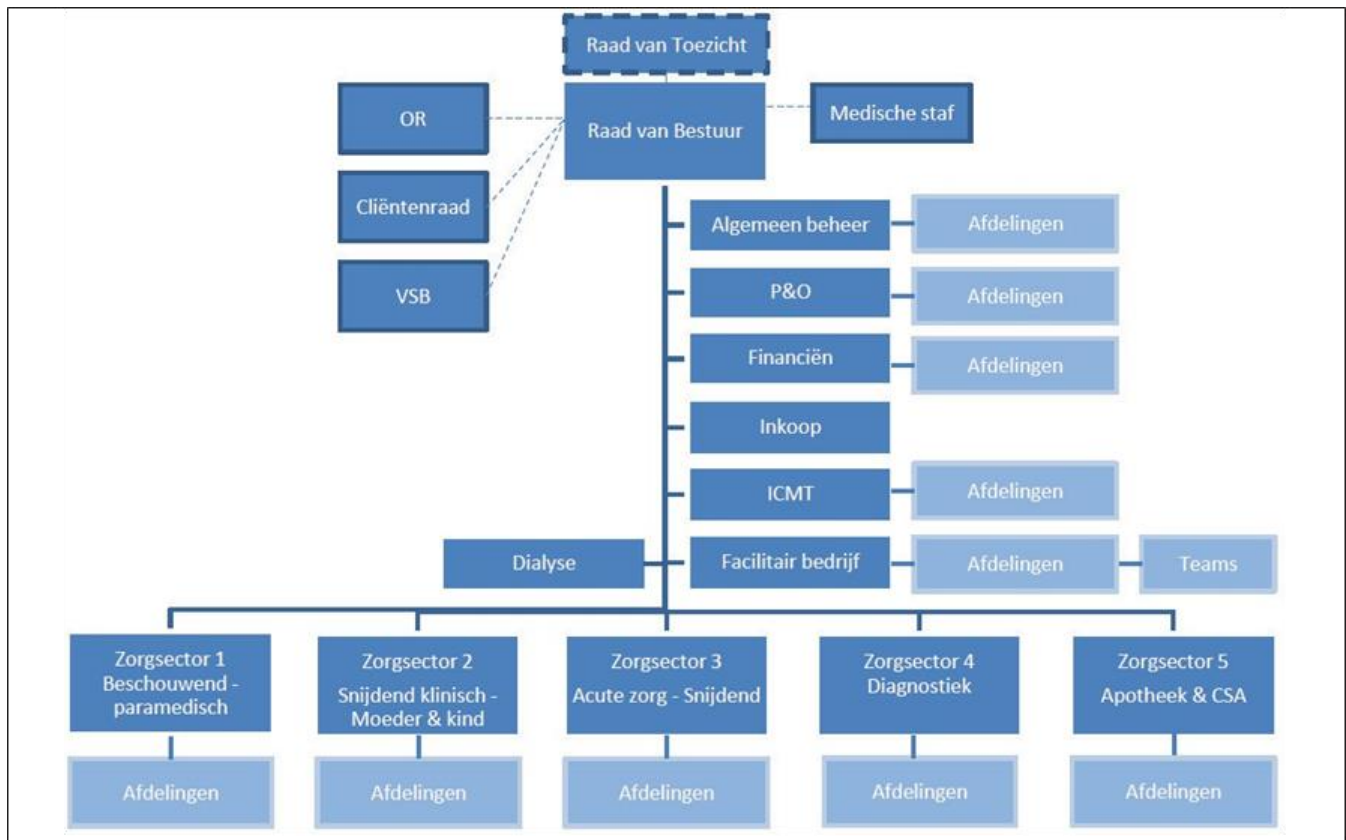 Raad van Toezicht
Raad van Bestuur
OR
Medische staf
Cliëntenraad
VSB
Algemeen beheer
Afdelingen
P&O
Afdelingen
Financiën
Afdelingen
Inkoop
ICMT
Afdelingen
Dialyse
Facilitair bedrijf
Afdelingen
Teams
Zorgsector 1
Beschouwend -
paramedisch
Zorgsector 2
Snijdend klinisch -
Moeder & kind
Zorgsector 3
Acute zorg - Snijdend
Zorgsector 4
Diagnostiek
Zorgsector 5
Apotheek & CSA
Afdelingen
Afdelingen
Afdelingen
Afdelingen
Afdelingen